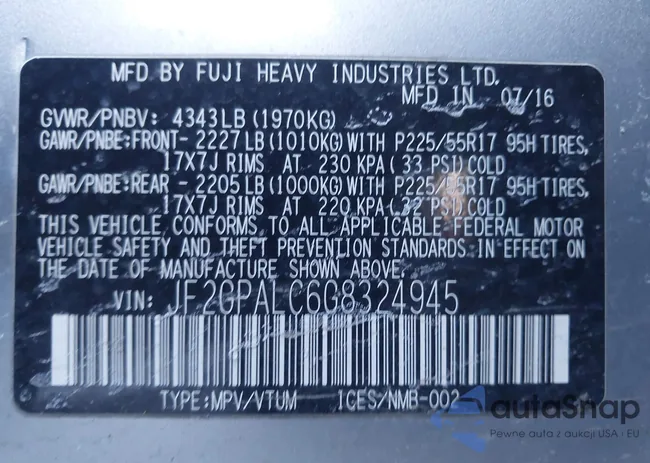 MFD BY FUJI HEAVY INDUSTRIES LTD.
MFD IN 07/16
GVWR/PNBV: 4343LB (1970KG)
GAWR/PNBE:FRONT- 2227LB (1010KG) WITH P225/55R17 95H TIRES,
17X7J RIMS AT 230 KPA (33 PSI) COLD
GAWR/PNBE:REAR - 2205LB (1000KG) WITH P225/55R17 95H TIRES,
17X7J RIMS AT 220 KPA (32 PSI) COLD
THIS VEHICLE CONFORMS TO ALL APPLICABLE FEDERAL MOTOR
VEHICLE SAFETY AND THEFT PREVENTION STANDARDS IN EFFECT ON
THE DATE OF MANUFACTURE SHOWN ABOVE.
VIN: JF2GPALC6G8324945
TYPE:MPV/VTUM ICES/NMB-002
autaSnap
Pewne auta z aukcji USA i EU